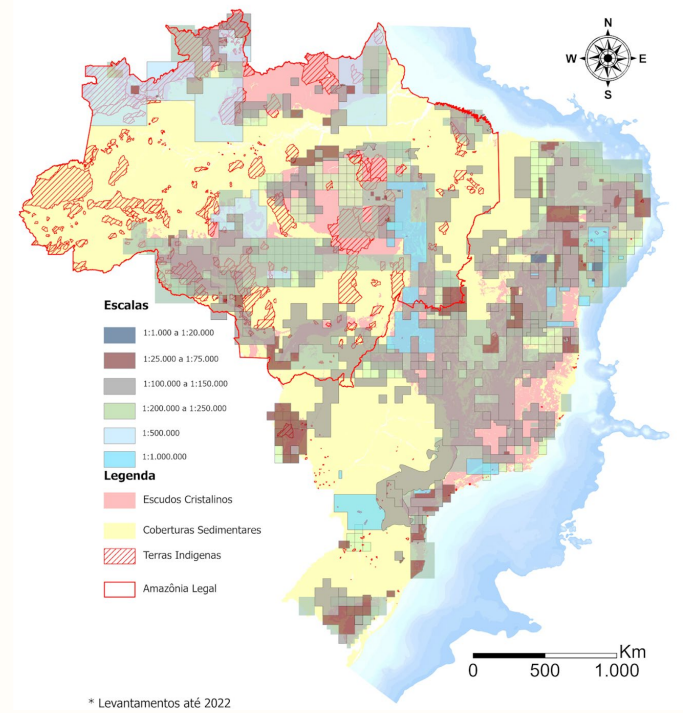 N
W
E
S
Escalas
1:1.000 a 1:20.000
1:25.000 a 1:75.000
1:100.000 a 1:150.000
1:200.000 a 1:250.000
1:500.000
1:1.000.000
Legenda
Escudos Cristalinos
Coberturas Sedimentares
Terras Indigenas
Amazônia Legal
Km
0 500 1.000
* Levantamentos até 2022